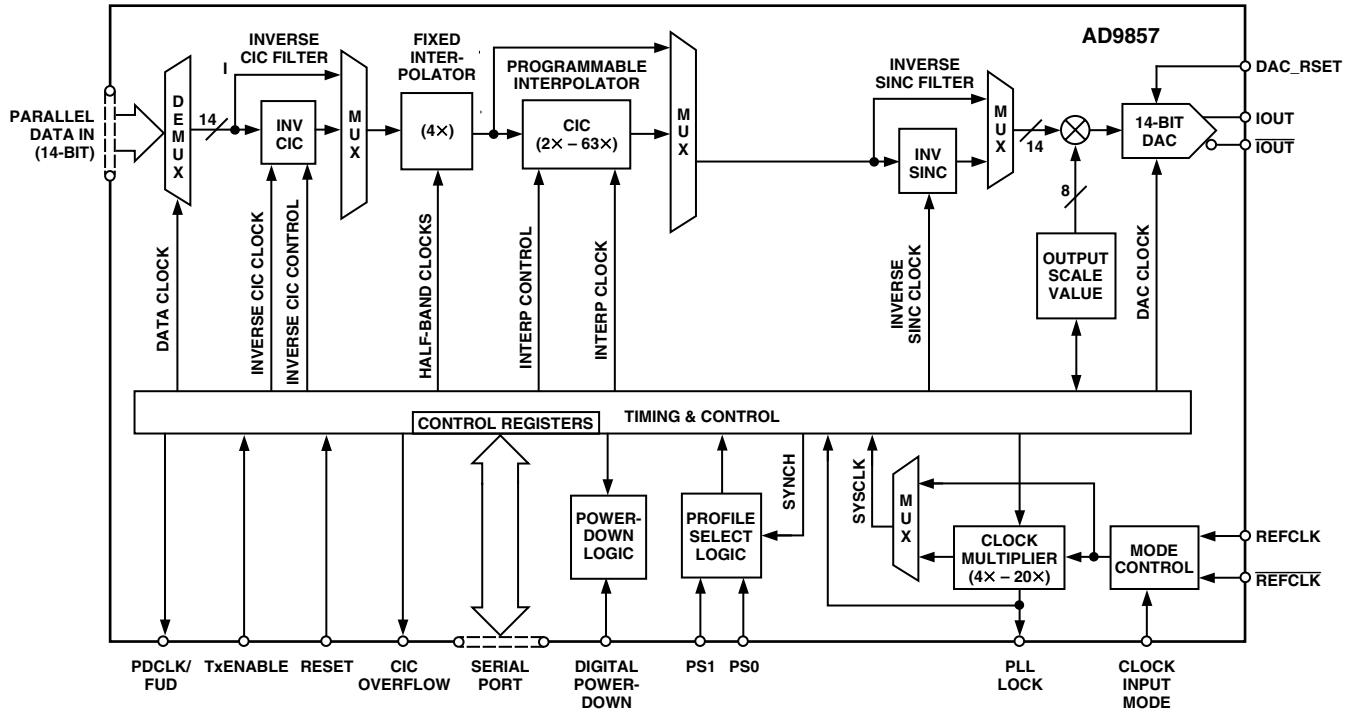 AD9857
INVERSE
CIC FILTER
FIXED
INTER-
POLATOR
PROGRAMMABLE
INTERPOLATOR
INVERSE
SINC FILTER
DAC_RSET
PARALLEL
DATA IN
(14-BIT)
DEMUX
14
I
INV
CIC
MUX
(4×)
CIC
(2× – 63×)
MUX
INV
SINC
MUX
14
14-BIT
DAC
IOUT
IOUT
8
OUTPUT
SCALE
VALUE
DATA CLOCK
INVERSE CIC CLOCK
INVERSE CIC CONTROL
HALF-BAND CLOCKS
INTERP CONTROL
INTERP CLOCK
INVERSE
SINC CLOCK
DAC CLOCK
TIMING & CONTROL
CONTROL REGISTERS
POWER-
DOWN
LOGIC
PROFILE
SELECT
LOGIC
SYNCH
SYSCLK
MUX
CLOCK
MULTIPLIER
(4× – 20×)
MODE
CONTROL
REFCLK
REFCLK
PDCLK/
FUD
TxENABLE
RESET
CIC
OVERFLOW
SERIAL
PORT
DIGITAL
POWER-
DOWN
PS1
PS0
PLL
LOCK
CLOCK
INPUT
MODE